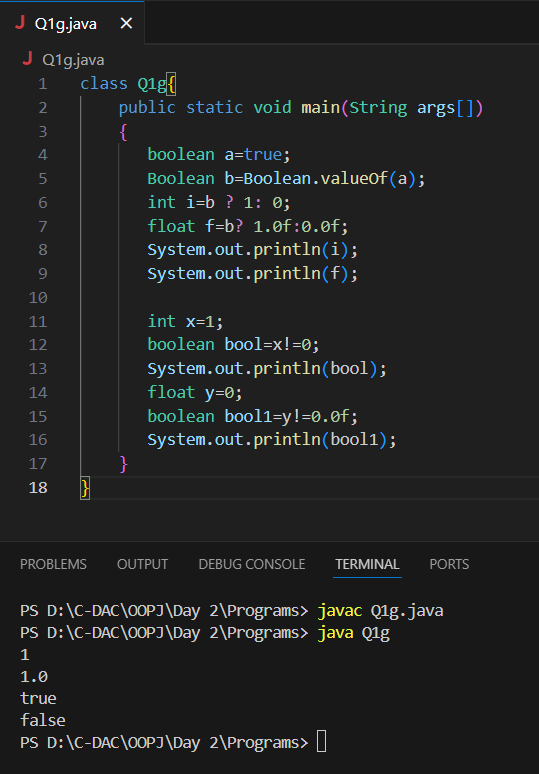 J Q1g.java ×
J Q1g.java
1 class Q1g{
2 public static void main(String args[])
3 {
4 boolean a=true;
5 Boolean b=Boolean.valueOf(a);
6 int i=b ? 1: 0;
7 float f=b? 1.0f:0.0f;
8 System.out.println(i);
9 System.out.println(f);
10
11 int x=1;
12 boolean bool=x!=0;
13 System.out.println(bool);
14 float y=0;
15 boolean bool1=y!=0.0f;
16 System.out.println(bool1);
17 }
18 }
PROBLEMS OUTPUT DEBUG CONSOLE TERMINAL PORTS
PS D:\C-DAC\OOPJ\Day 2\Programs> javac Q1g.java
PS D:\C-DAC\OOPJ\Day 2\Programs> java Q1g
1
1.0
true
false
PS D:\C-DAC\OOPJ\Day 2\Programs>